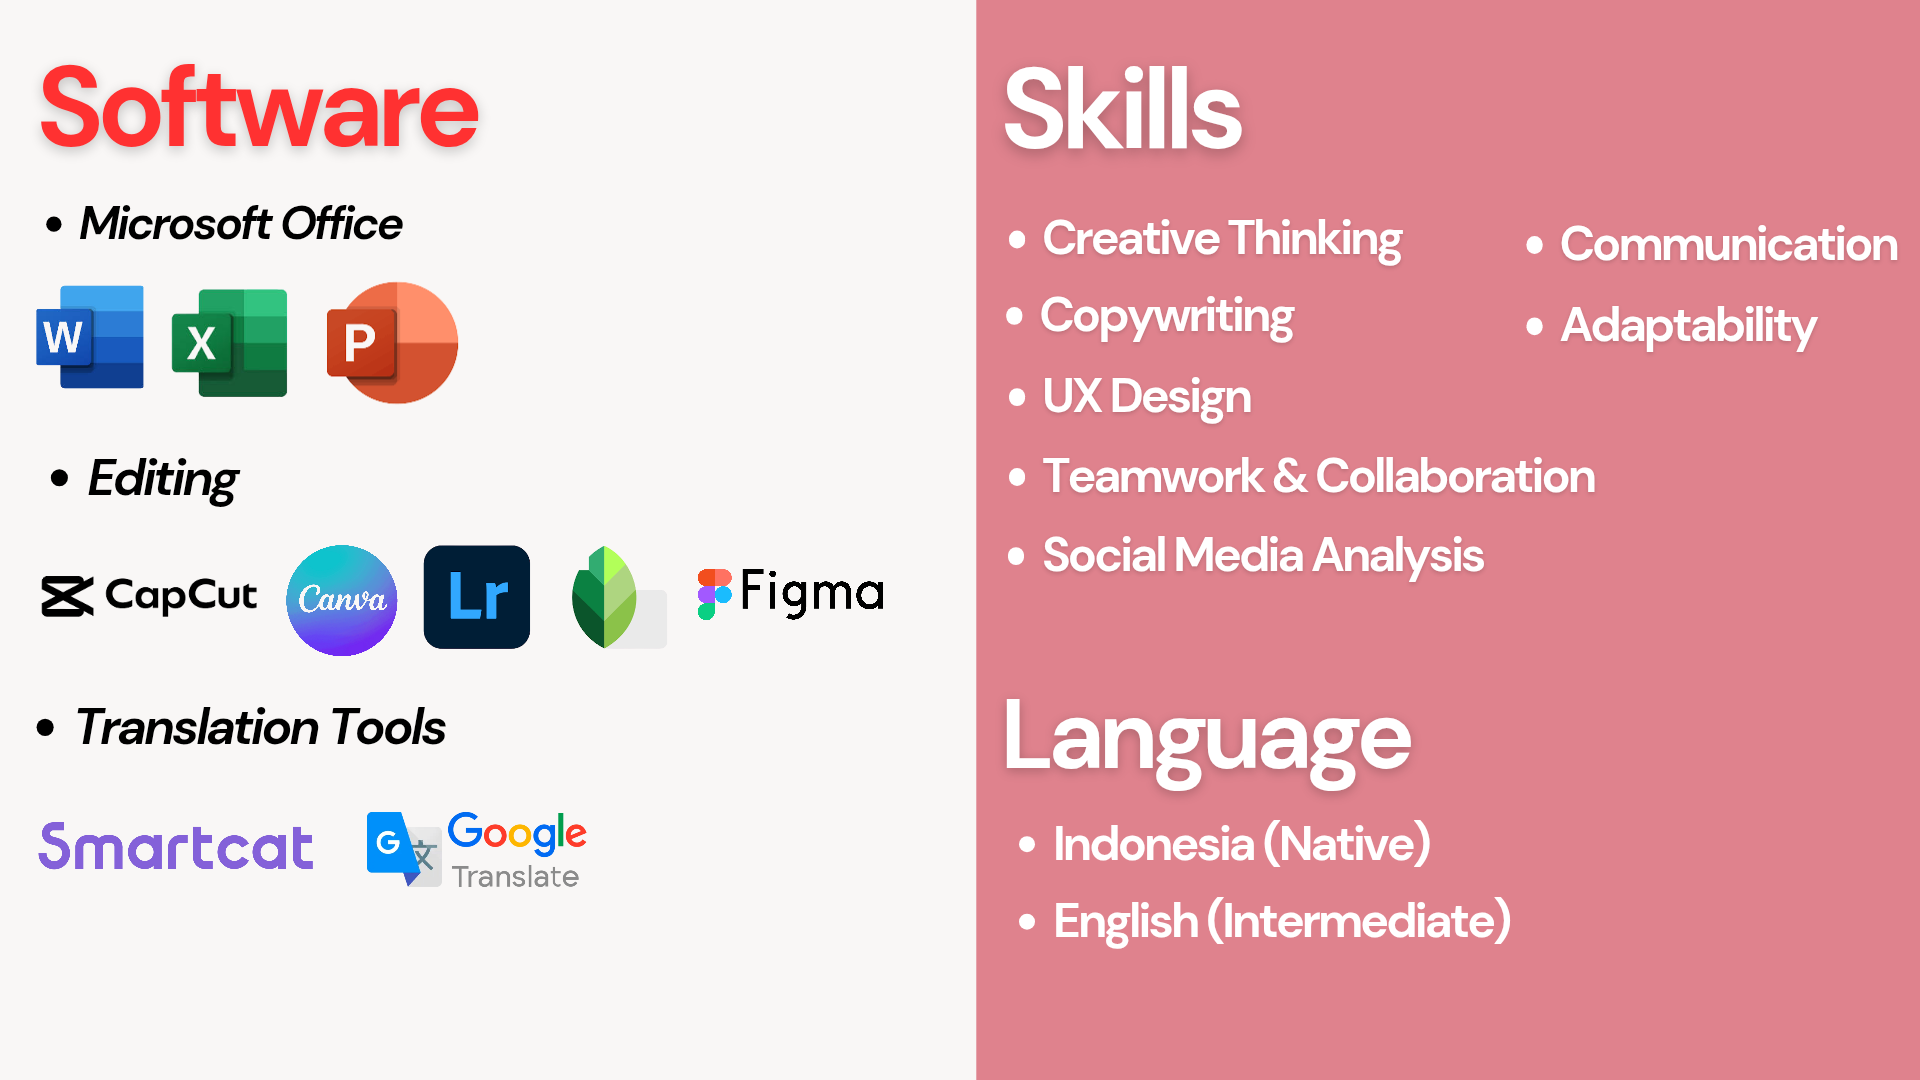 Software
Microsoft Office
W
X
P
Editing
CapCut
Canva
Lr
Figma
Translation Tools
Smartcat
G
文
Google
Translate
Skills
Creative Thinking
Copywriting
UX Design
Teamwork & Collaboration
Social Media Analysis
Communication
Adaptability
Language
Indonesia (Native)
English (Intermediate)